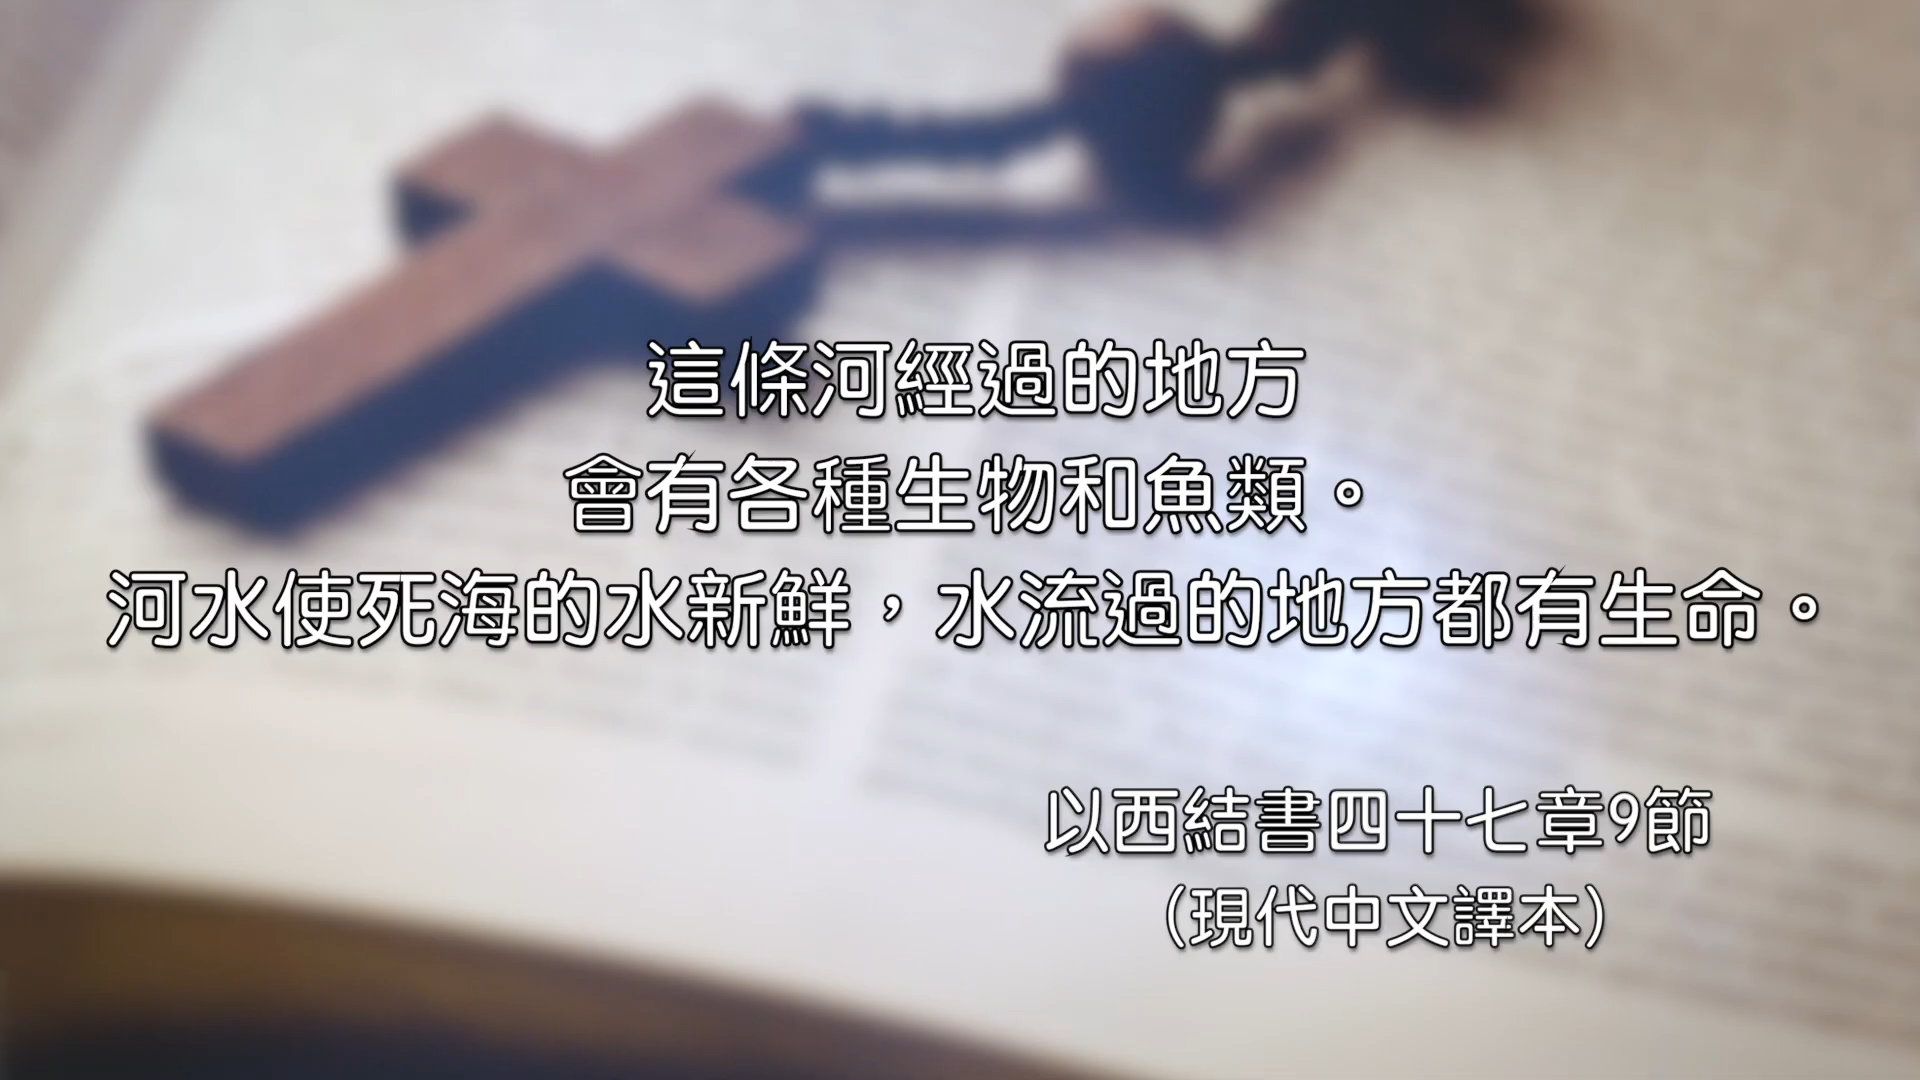 這條河經過的地方
會有各種生物和魚類。
河水使死海的水新鮮，水流過的地方都有生命。
以西結書四十七章9節
（現代中文譯本）